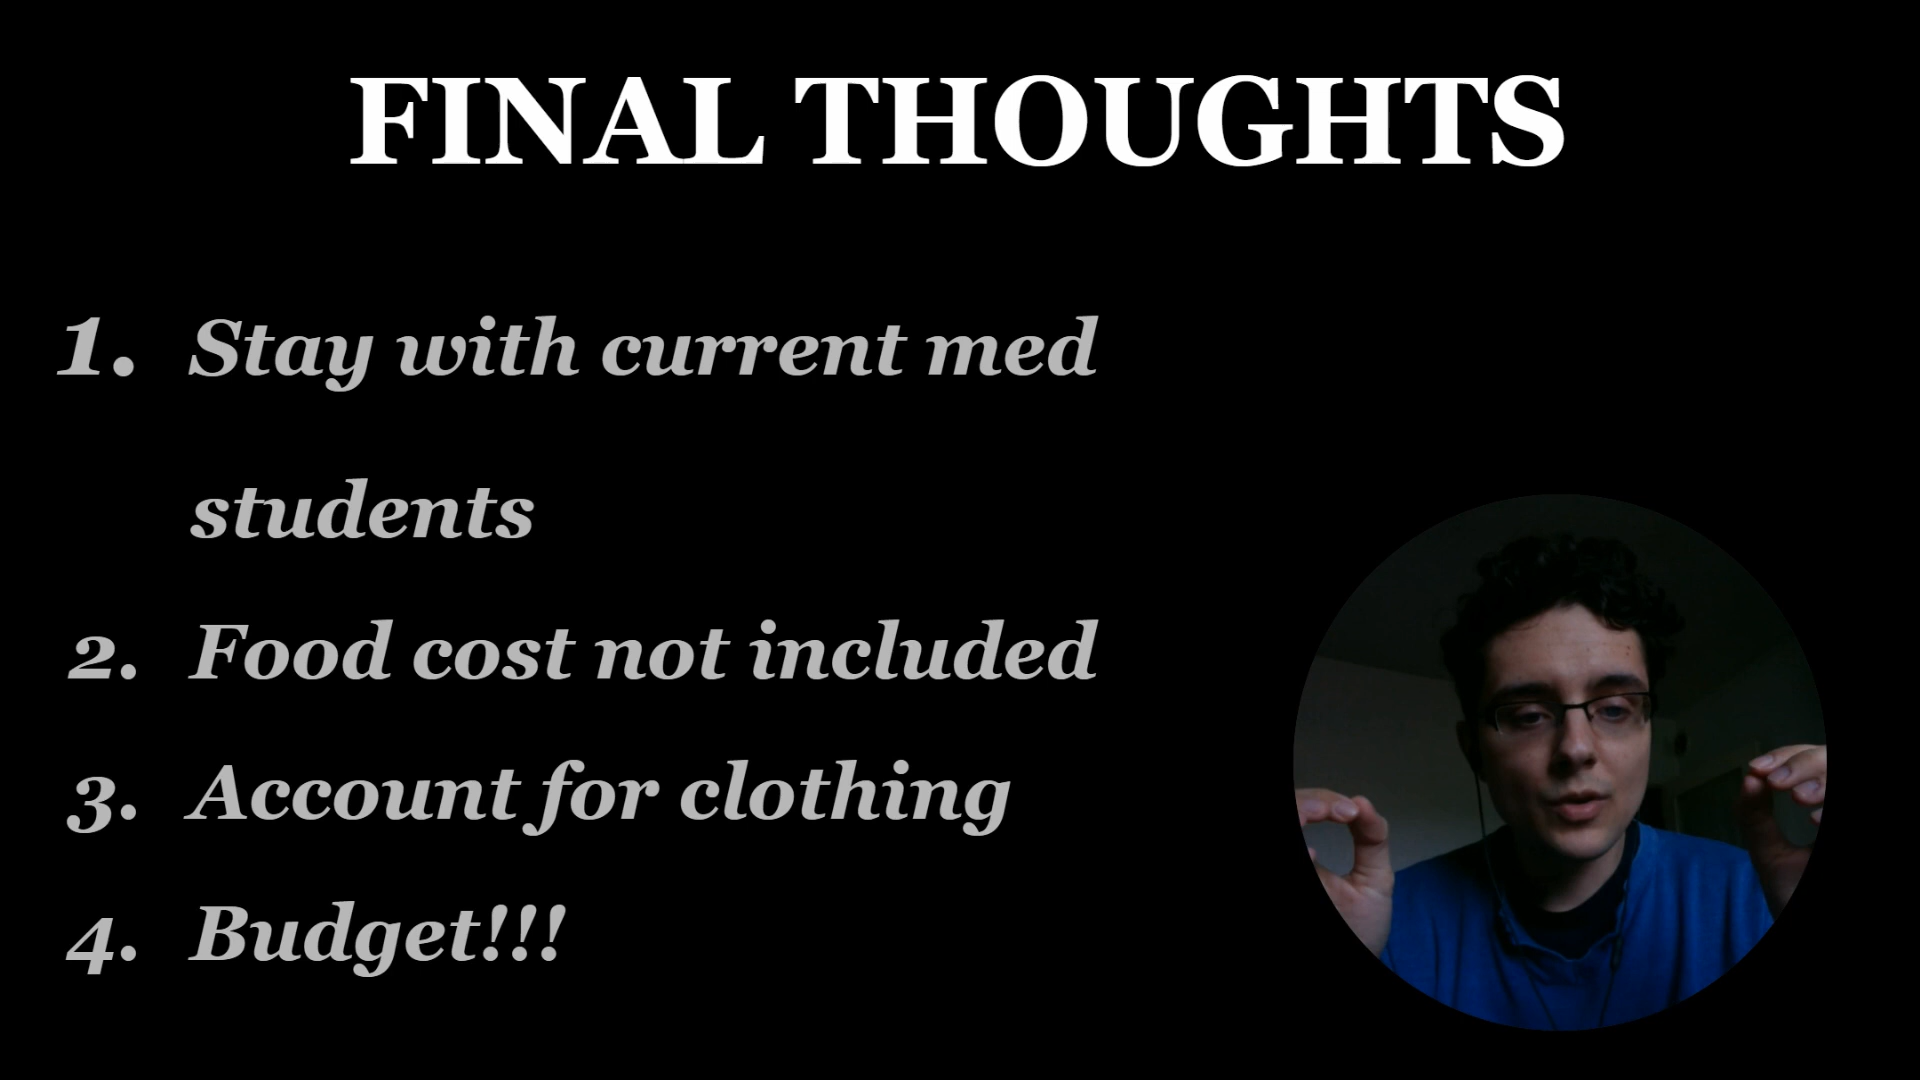 FINAL THOUGHTS
1. Stay with current med
students
2. Food cost not included
3. Account for clothing
4. Budget!!!